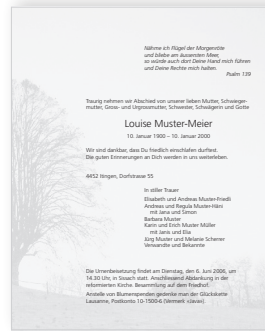 Nähme ich Flügel der Morgenröte
und bliebe am äussersten Meer,
so würde auch dort Deine Hand mich führen
und Deine Rechte mich halten.
Psalm 139
Traurig nehmen wir Abschied von unserer lieben Mutter, Schwieger-
mutter, Gross- und Urgrossmutter, Schwester, Schwägerin und Gotte
Louise Muster-Meier
10. Januar 1900 – 10. Januar 2000
Wir sind dankbar, dass Du friedlich einschlafen durftest.
Die guten Erinnerungen an Dich werden in uns weiterleben.
4452 Itingen, Dorfstrasse 55
In stiller Trauer
Elisabeth und Andreas Muster-Friedli
Andreas und Regula Muster-Häni
mit Jana und Simon
Barbara Muster
Karin und Erich Muster Müller
mit Janis und Elia
Jürg Muster und Melanie Scherrer
Verwandte und Bekannte
Die Urnenbeisetzung findet am Dienstag, den 6. Juni 2006, um
14.30 Uhr, in Sissach statt. Anschliessend Abdankung in der
reformierten Kirche. Besammlung auf dem Friedhof.
Anstelle von Blumenspenden gedenke man der Glückskette
Lausanne, Postkonto 10-1500-6 (Vermerk «Javas»)